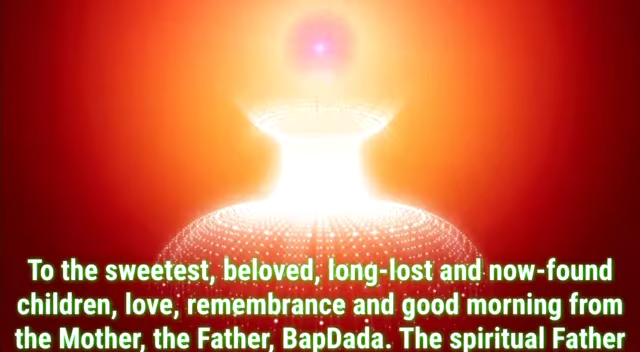 To the sweetest, beloved, long-lost and now-found
children, love, remembrance and good morning from
the Mother, the Father, BapDada. The spiritual Father